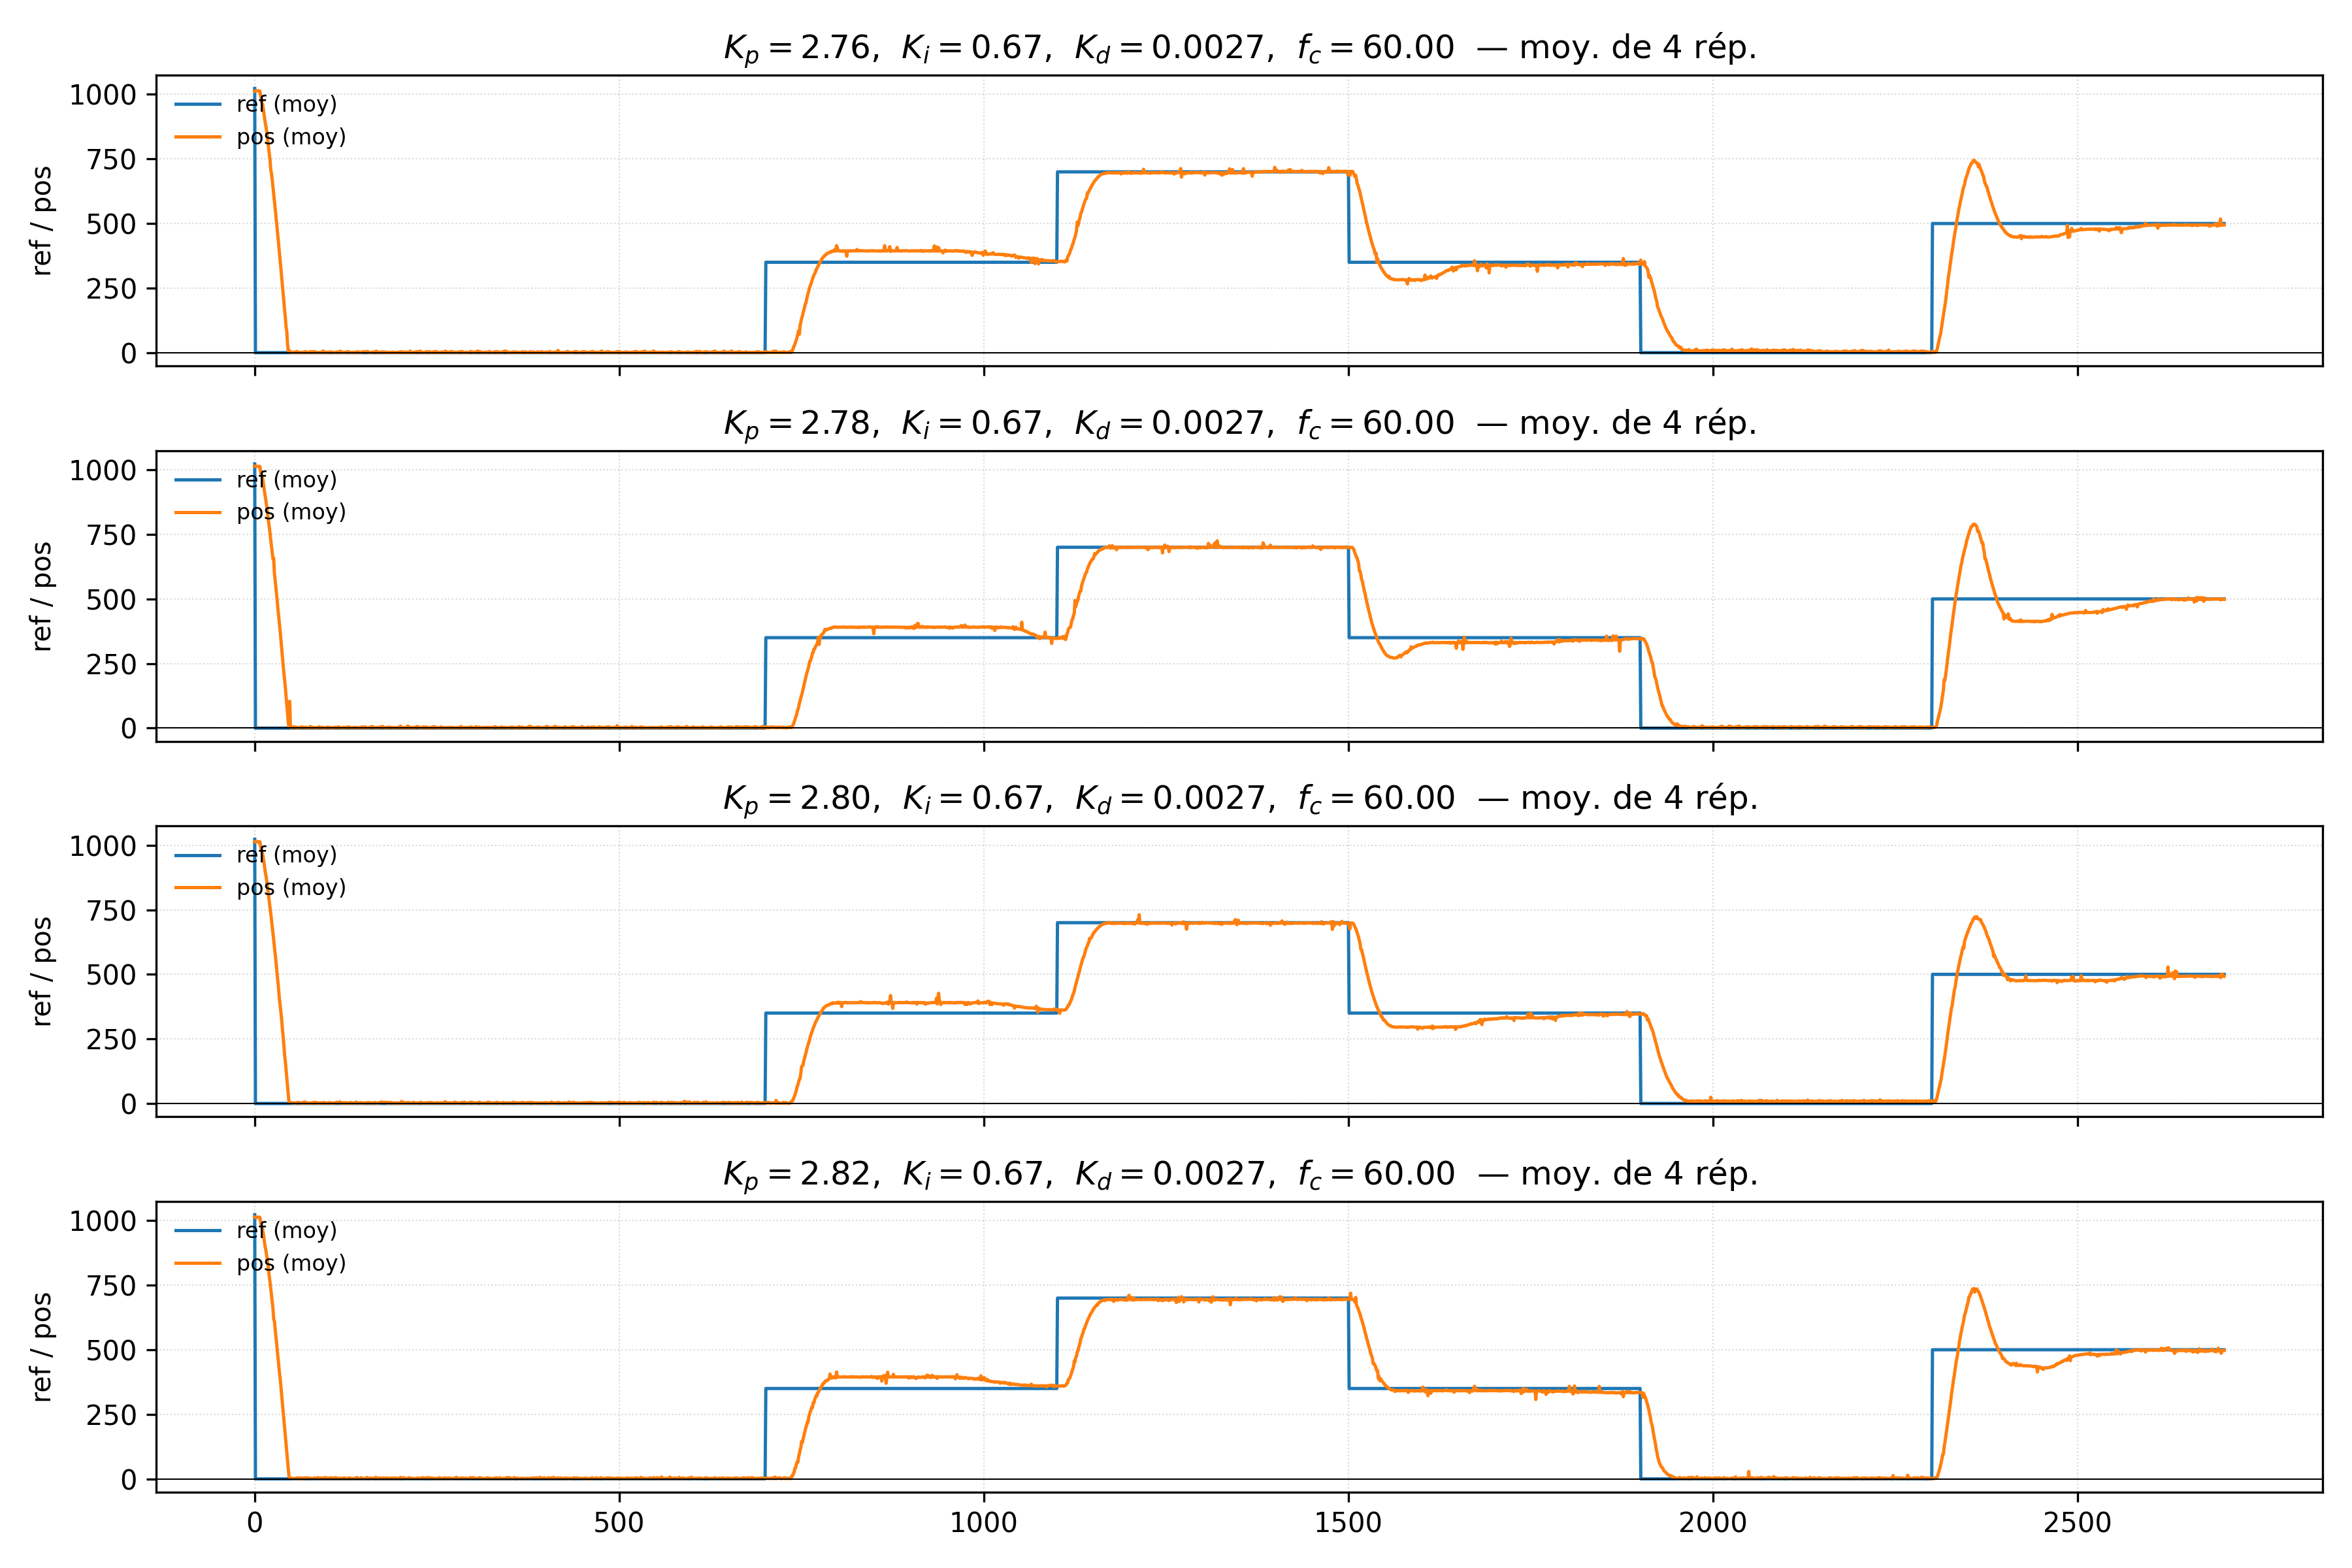 K_p = 2.76, K_i = 0.67, K_d = 0.0027, f_c = 60.00 — moy. de 4 rép.
ref / pos
1000
750
500
250
0
ref (moy)
pos (moy)
K_p = 2.78, K_i = 0.67, K_d = 0.0027, f_c = 60.00 — moy. de 4 rép.
ref / pos
1000
750
500
250
0
ref (moy)
pos (moy)
K_p = 2.80, K_i = 0.67, K_d = 0.0027, f_c = 60.00 — moy. de 4 rép.
ref / pos
1000
750
500
250
0
ref (moy)
pos (moy)
K_p = 2.82, K_i = 0.67, K_d = 0.0027, f_c = 60.00 — moy. de 4 rép.
ref / pos
1000
750
500
250
0
ref (moy)
pos (moy)
0 500 1000 1500 2000 2500